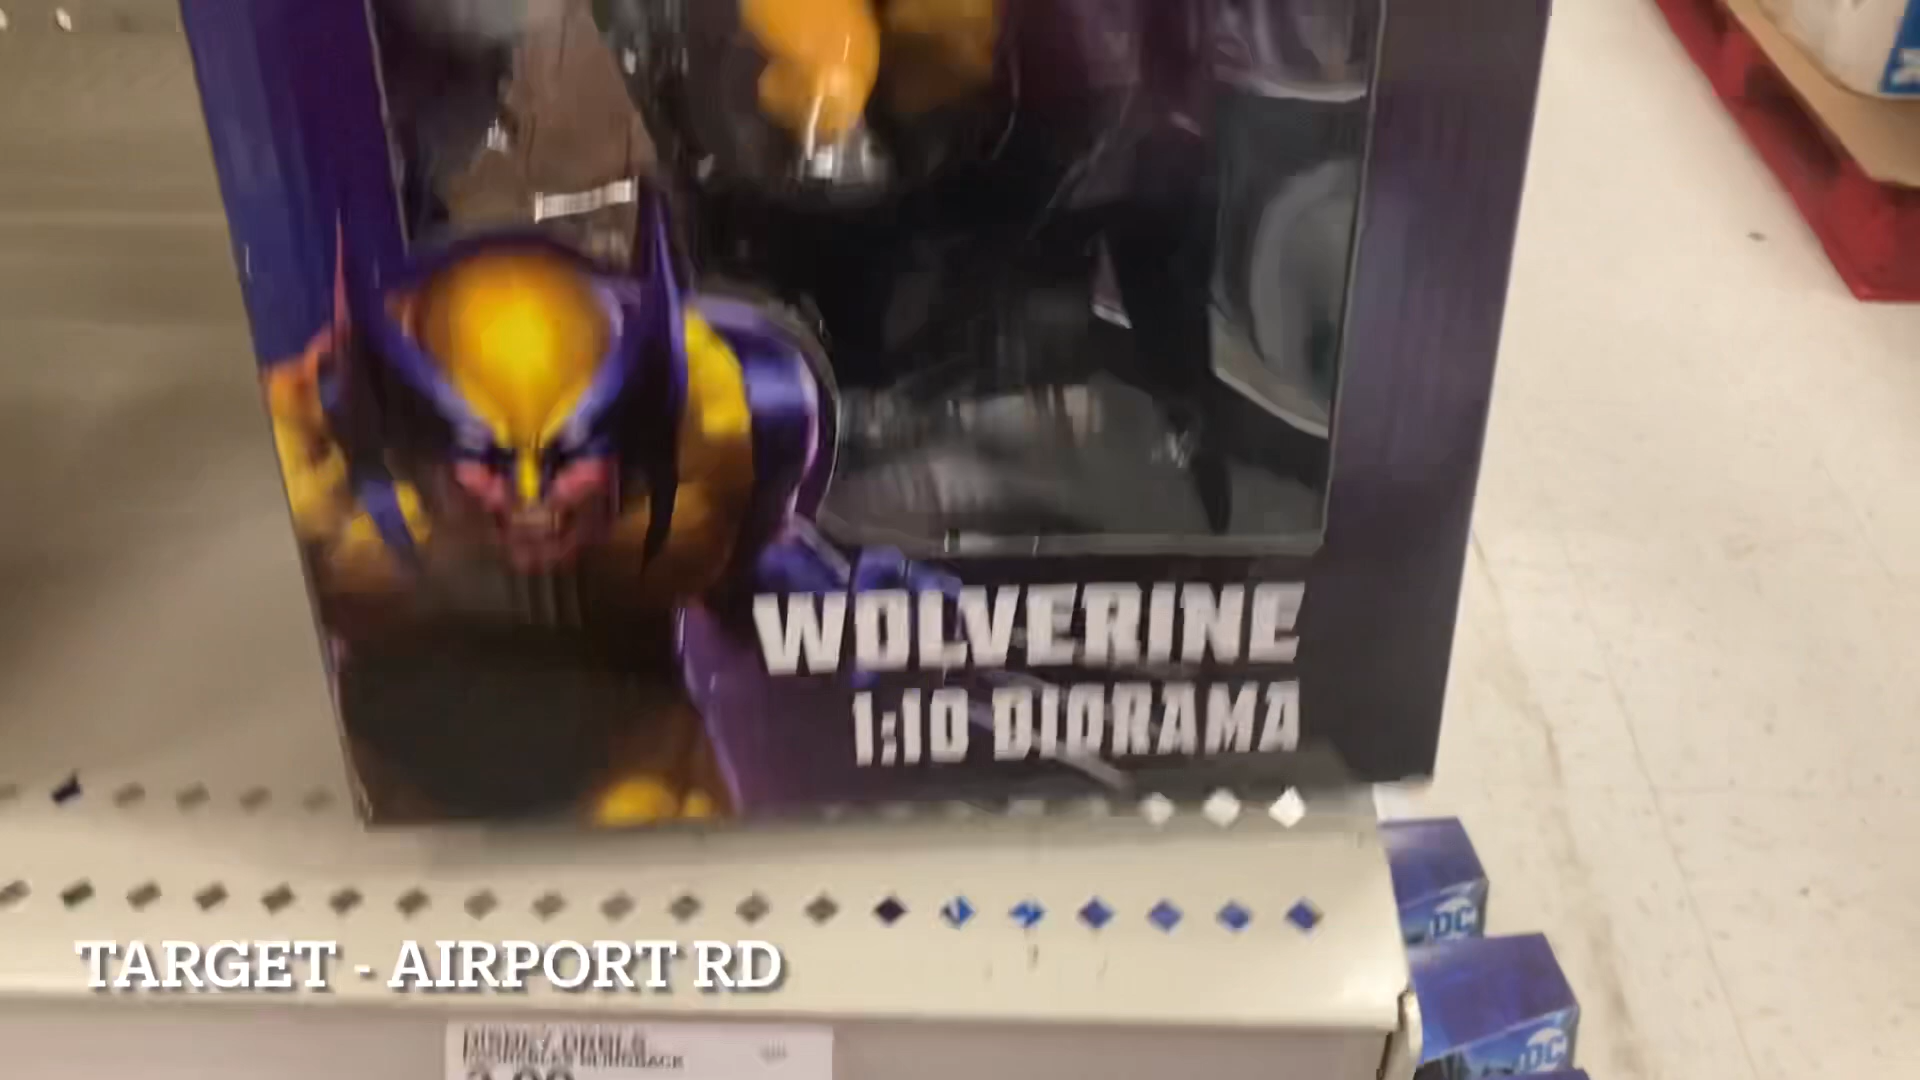 WOLVERINE
1:10 DIORAMA
DC
TARGET - AIRPORT RD
DC